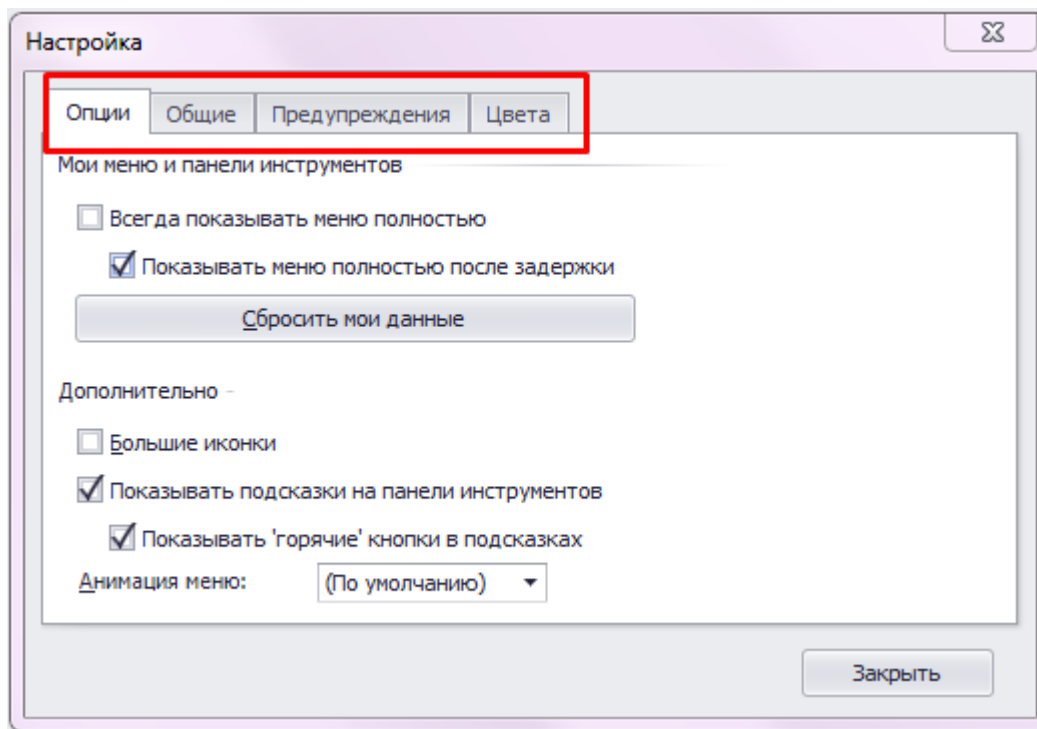 Настройка
Опции Общие Предупреждения Цвета
Мои меню и панели инструментов
Всегда показывать меню полностью
Показывать меню полностью после задержки
Сбросить мои данные
Дополнительно
Большие иконки
Показывать подсказки на панели инструментов
Показывать 'горячие' кнопки в подсказках
Анимация меню: (По умолчанию)
Закрыть